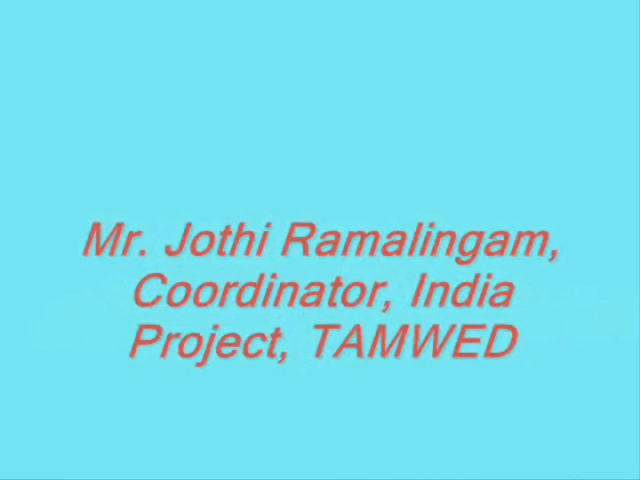 Mr. Jothi Ramalingam,
Coordinator, India
Project, TAMWED